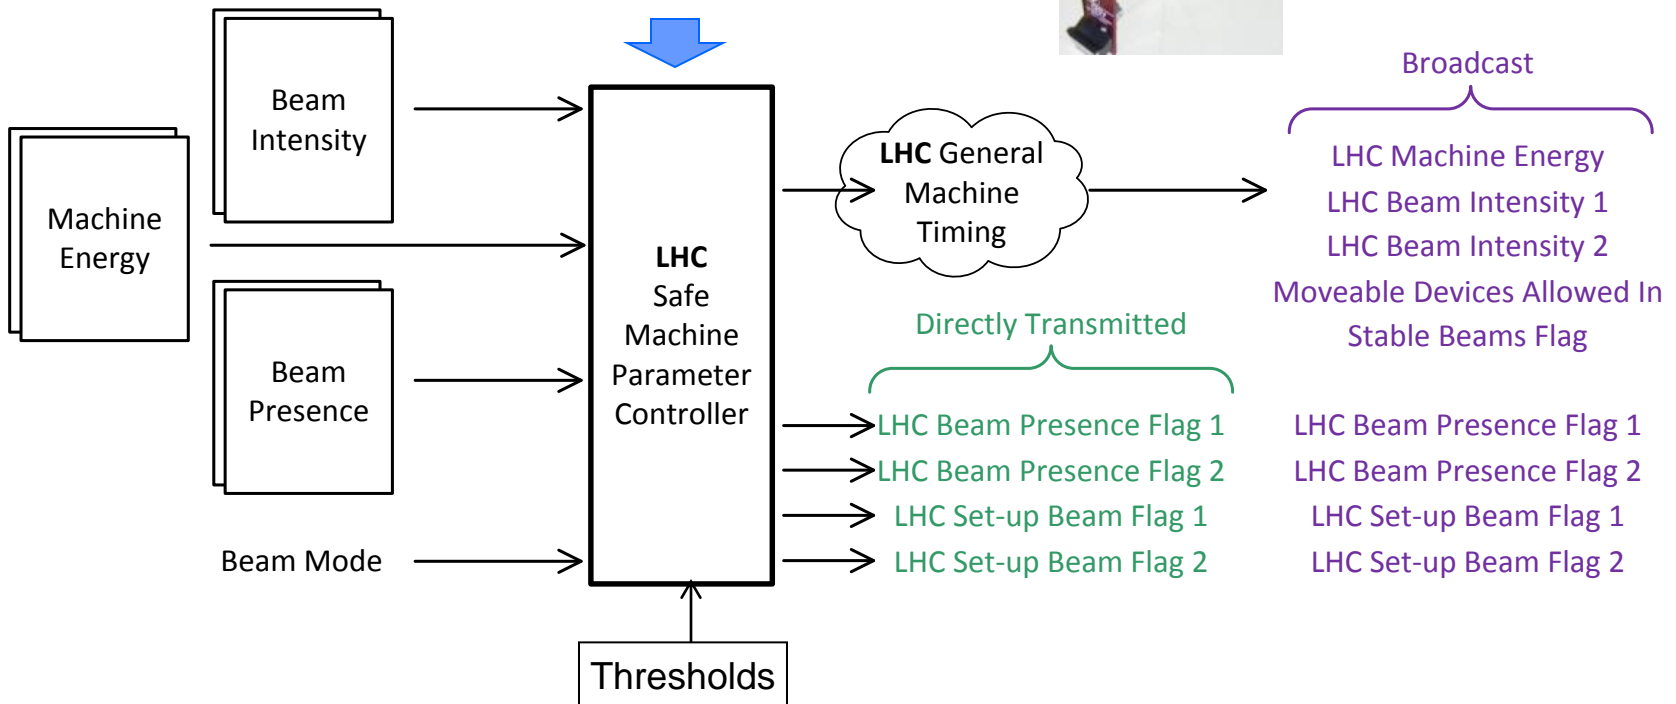 Machine
Energy
Beam
Intensity
Beam
Presence
Beam Mode
LHC
Safe
Machine
Parameter
Controller
Thresholds
LHC General
Machine
Timing
Directly Transmitted
LHC Beam Presence Flag 1
LHC Beam Presence Flag 2
LHC Set-up Beam Flag 1
LHC Set-up Beam Flag 2
Broadcast
LHC Machine Energy
LHC Beam Intensity 1
LHC Beam Intensity 2
Moveable Devices Allowed In
Stable Beams Flag
LHC Beam Presence Flag 1
LHC Beam Presence Flag 2
LHC Set-up Beam Flag 1
LHC Set-up Beam Flag 2